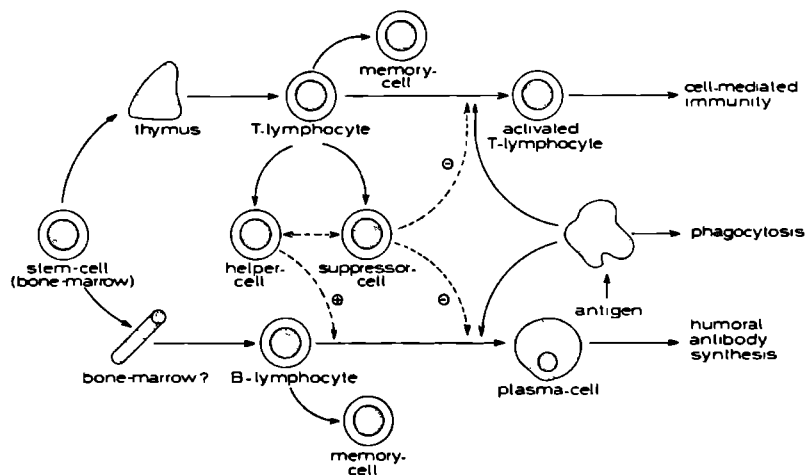 memory-
cell
thymus
T-lymphocyte
activated
T-lymphocyte
cell-mediated
immunity
⊖
stem-cell
(bone-marrow)
helper-
cell
suppressor-
cell
phagocytosis
⊕
⊖
antigen
humoral
antibody
synthesis
bone-marrow?
B-lymphocyte
plasma-cell
memory-
cell